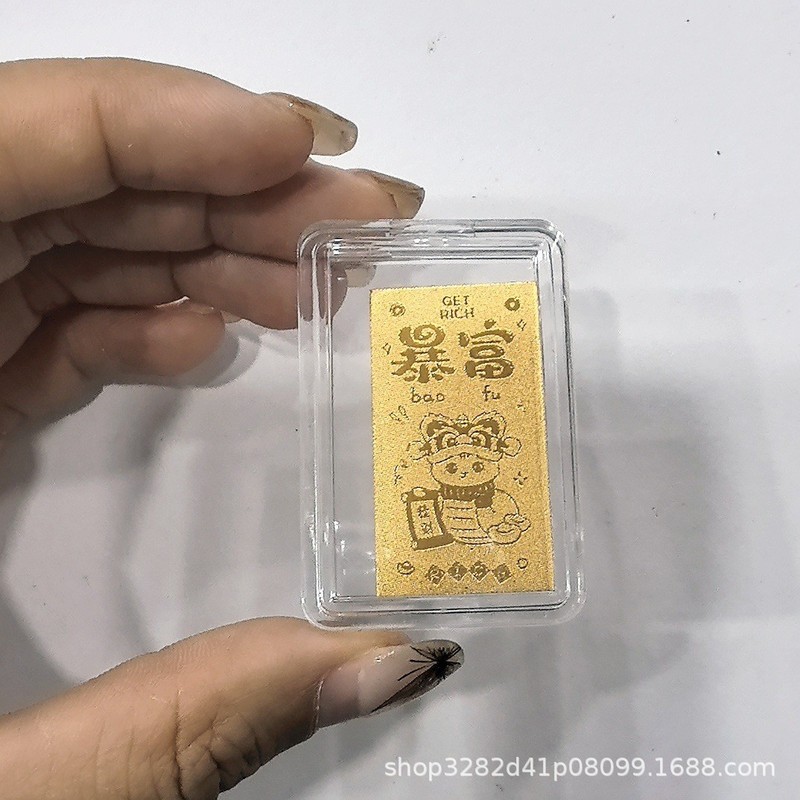 GET
RICH
暴富
bao fu
shop3282d41p08099.1688.com